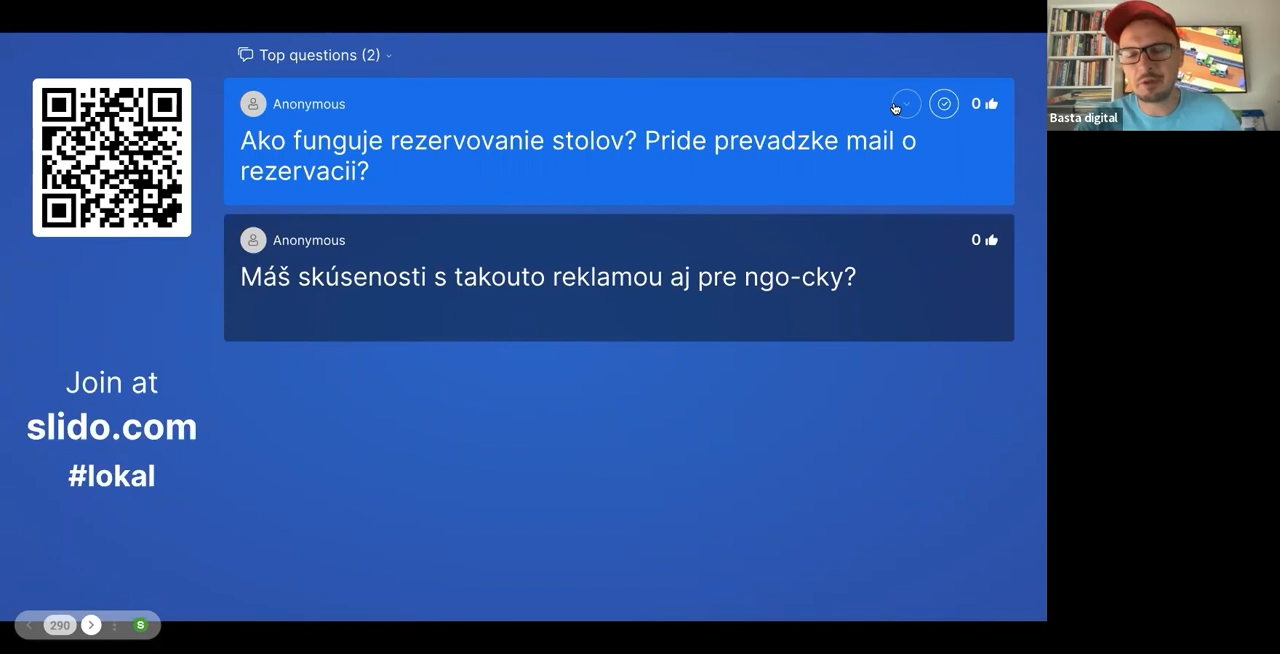 Top questions (2)
Anonymous
0
Ako funguje rezervovanie stolov? Pride prevadzke mail o
rezervacii?
Anonymous
0
Máš skúsenosti s takouto reklamou aj pre ngo-cky?
Join at
slido.com
#lokal
290
S
Basta digital